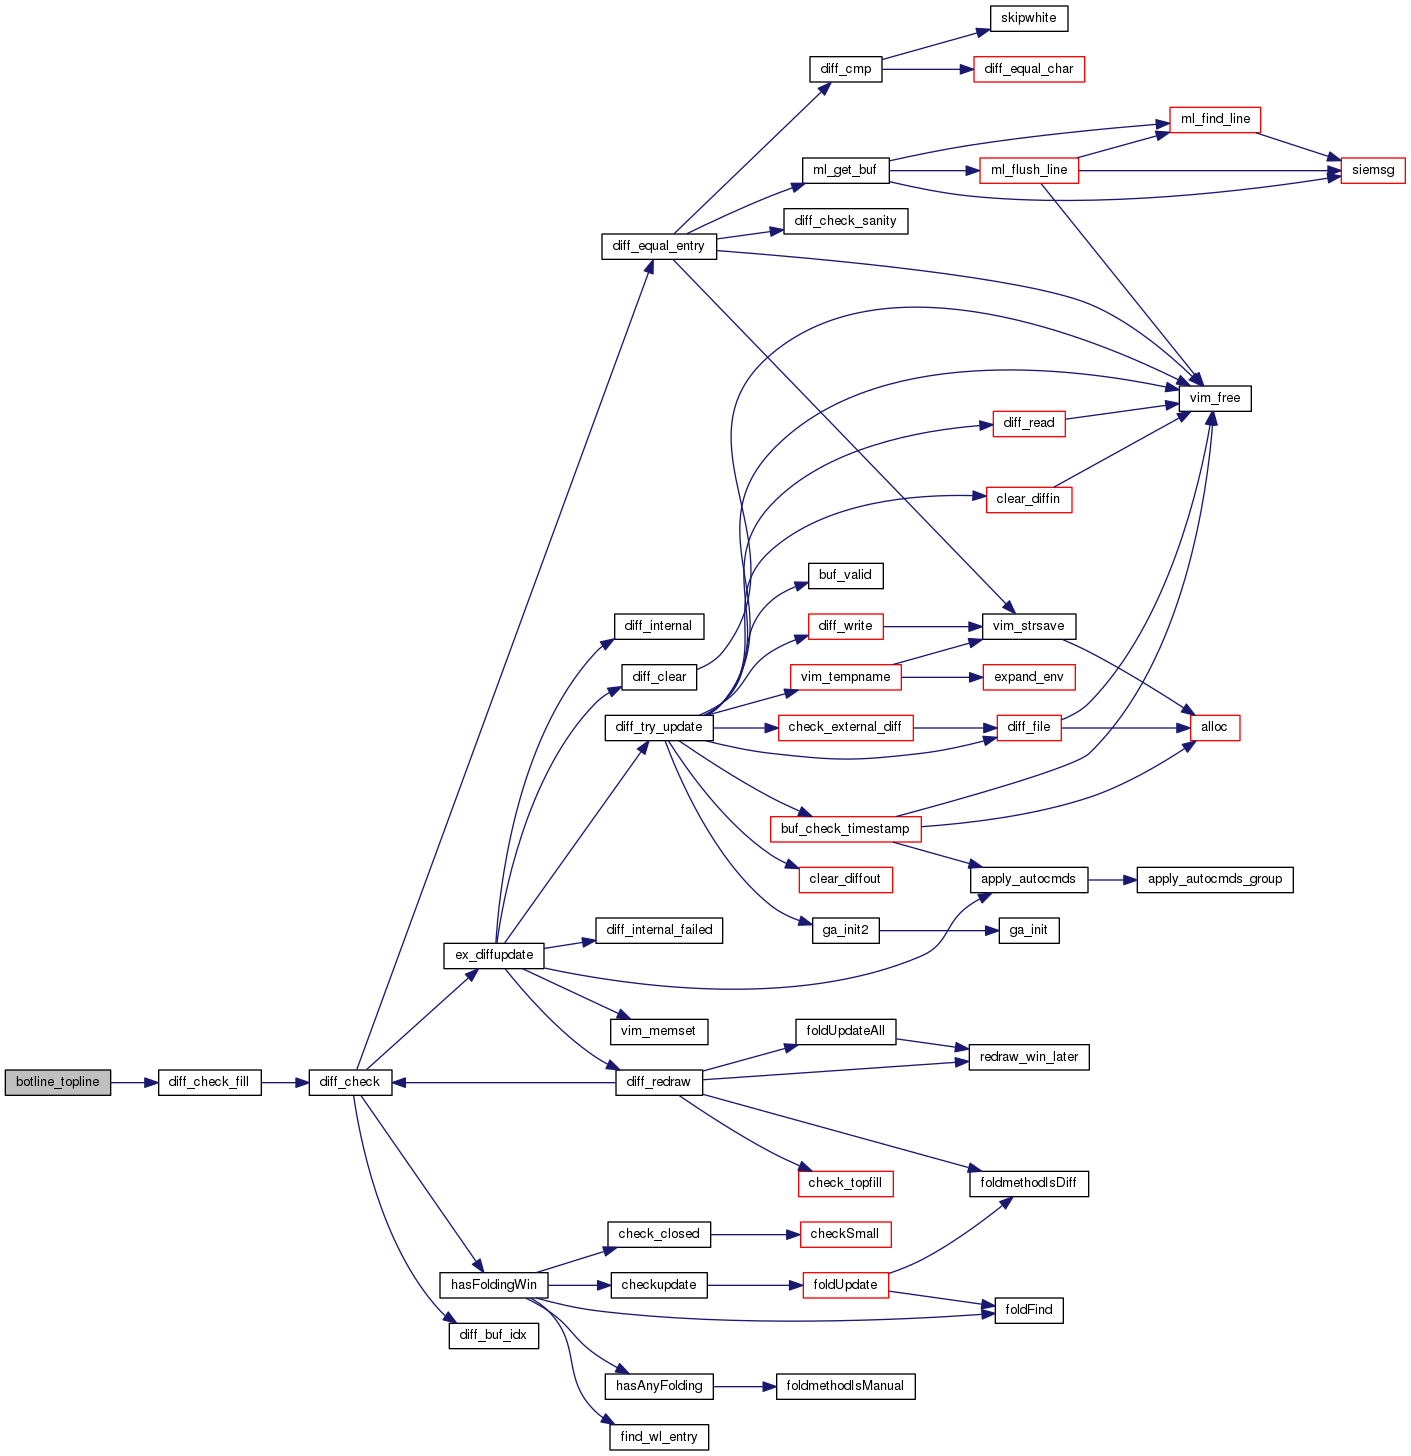 skipwhite
diff_cmp
diff_equal_char
ml_find_line
ml_get_buf
ml_flush_line
siemsg
diff_check_sanity
diff_equal_entry
vim_free
diff_read
clear_diffin
buf_valid
diff_internal
diff_write
vim_strsave
diff_clear
vim_tempname
expand_env
diff_try_update
check_external_diff
diff_file
alloc
buf_check_timestamp
clear_diffout
apply_autocmds
apply_autocmds_group
diff_internal_failed
ga_init2
ga_init
ex_diffupdate
vim_memset
foldUpdateAll
redraw_win_later
botline_topline
diff_check_fill
diff_check
diff_redraw
check_topfill
foldmethodIsDiff
check_closed
checkSmall
hasFoldingWin
checkupdate
foldUpdate
foldFind
diff_buf_idx
hasAnyFolding
foldmethodIsManual
find_wl_entry